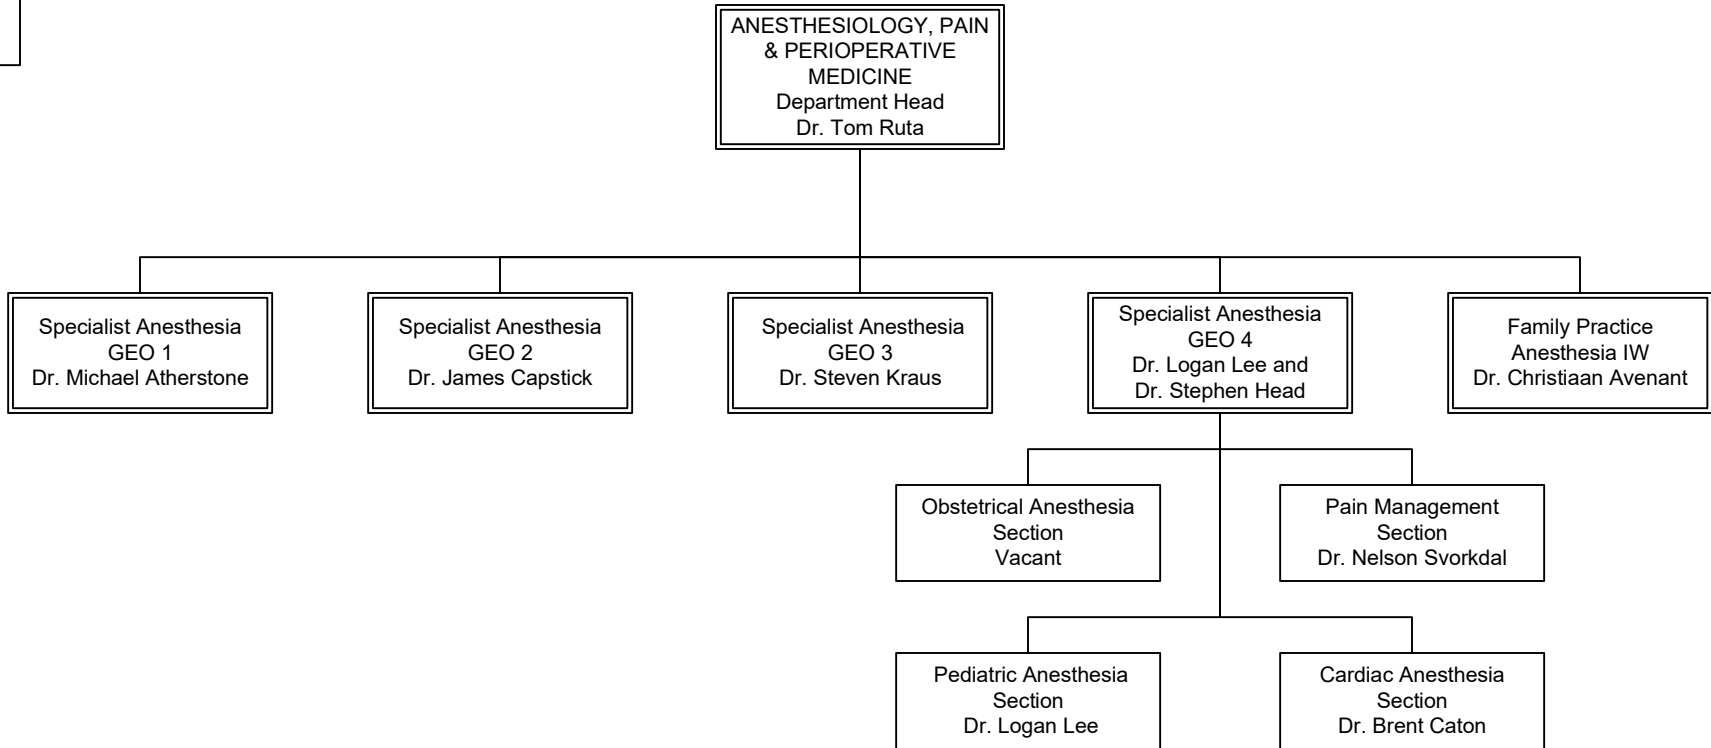 ANESTHESIOLOGY, PAIN
& PERIOPERATIVE
MEDICINE
Department Head
Dr. Tom Ruta
Specialist Anesthesia
GEO 1
Dr. Michael Atherstone
Specialist Anesthesia
GEO 2
Dr. James Capstick
Specialist Anesthesia
GEO 3
Dr. Steven Kraus
Specialist Anesthesia
GEO 4
Dr. Logan Lee and
Dr. Stephen Head
Family Practice
Anesthesia IW
Dr. Christiaan Avenant
Obstetrical Anesthesia
Section
Vacant
Pain Management
Section
Dr. Nelson Svorkdal
Pediatric Anesthesia
Section
Dr. Logan Lee
Cardiac Anesthesia
Section
Dr. Brent Caton